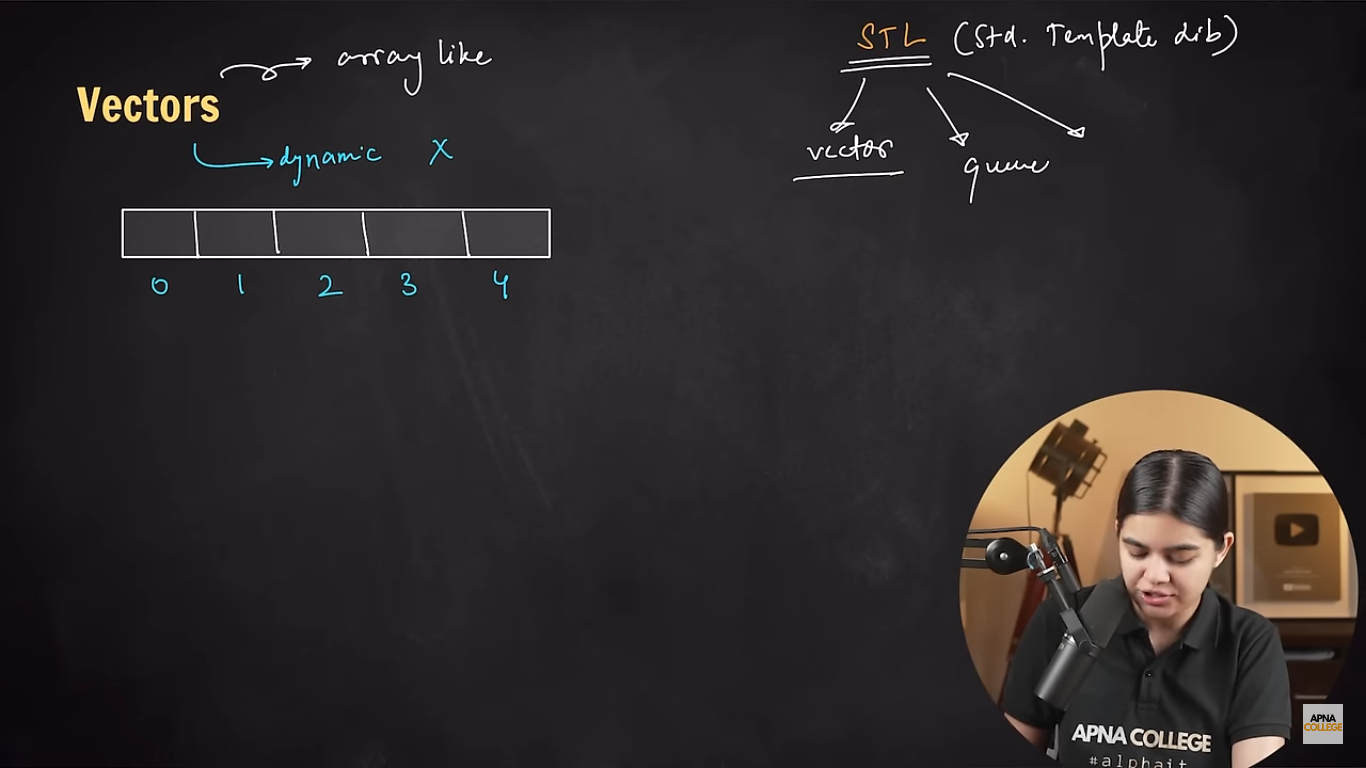 STL (Std. Template Lib)
array like
Vectors
dynamic X
vector
queue
0 1 2 3 4
APNA COLLEGE
#alphait
APNA
COLLEGE